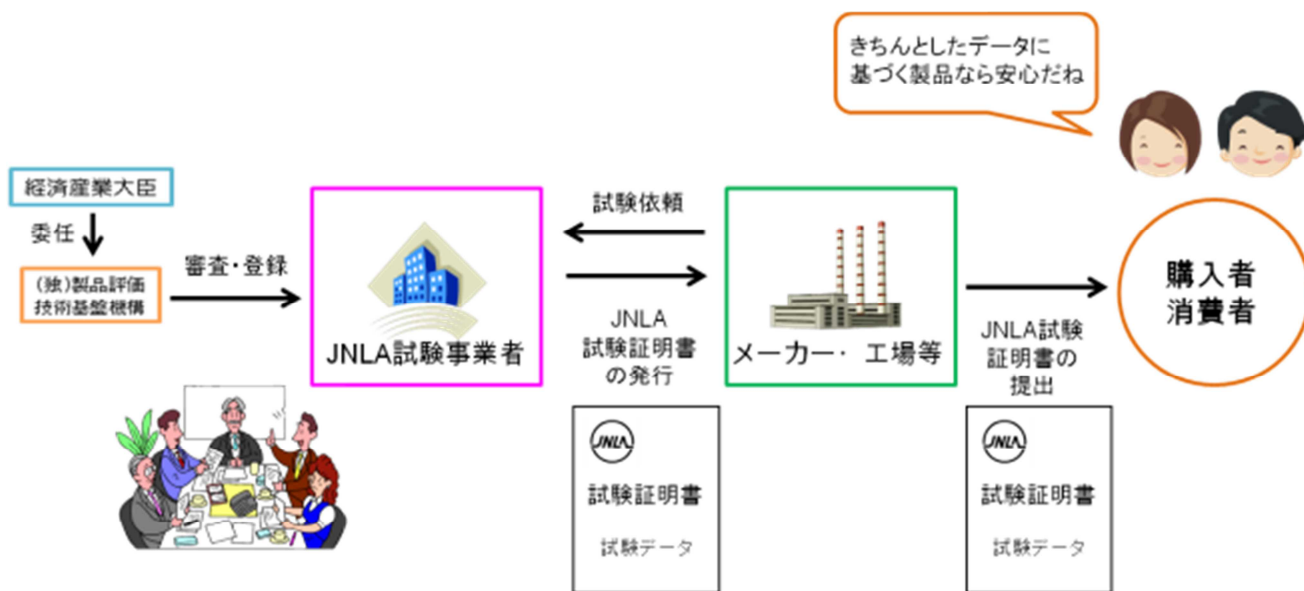 きちんとしたデータに
基づく製品なら安心だね
経済産業大臣
委任
(独)製品評価
技術基盤機構
審査・登録
JNLA試験事業者
試験依頼
JNLA
試験証明書
の発行
メーカー・ 工場等
JNLA試験
証明書の
提出
購入者
消費者
JNLA
試験証明書
試験データ
JNLA
試験証明書
試験データ